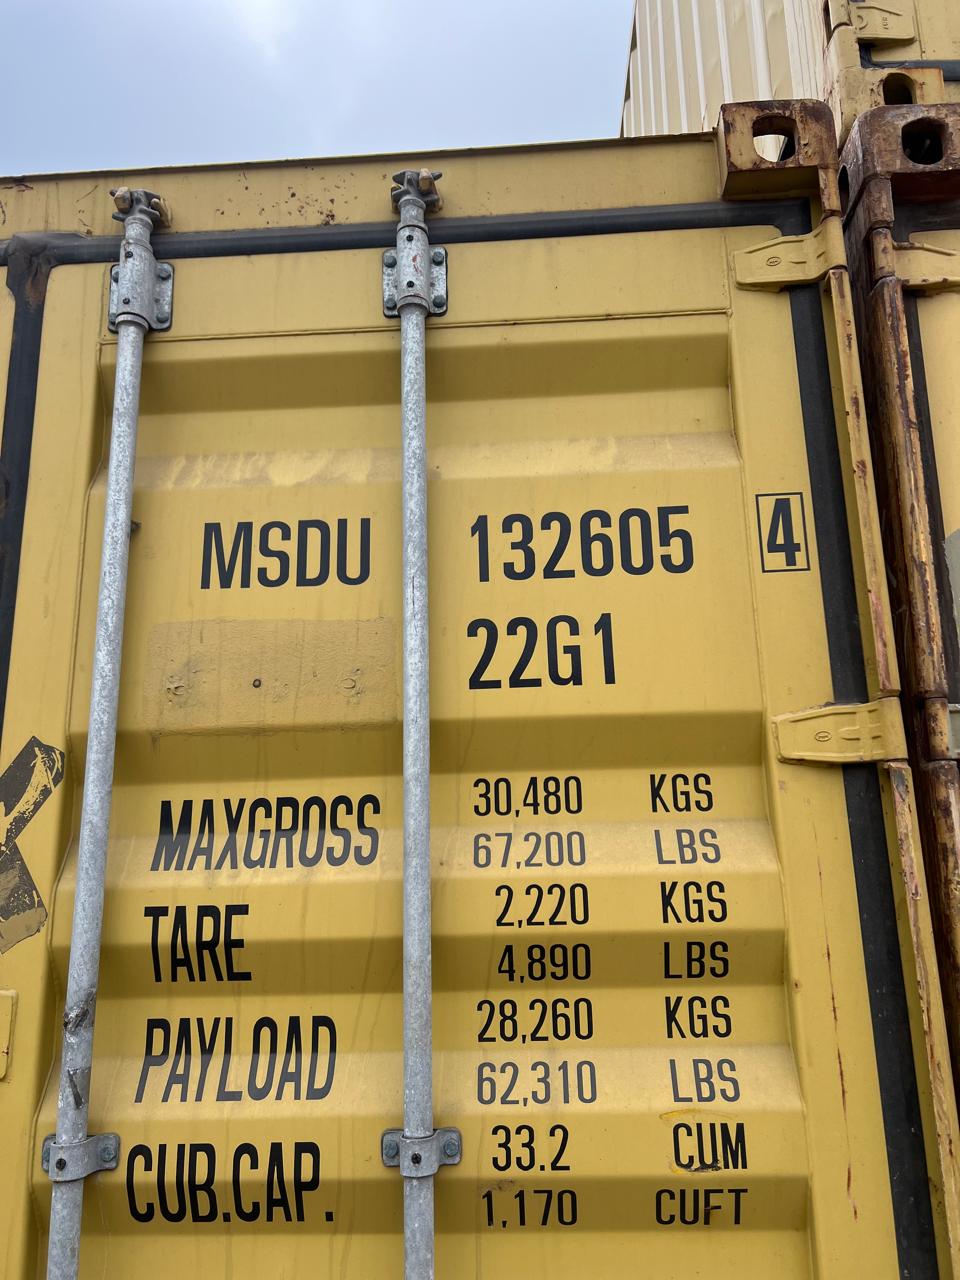 MSDU 132605 4
22G1
MAXGROSS 30,480 KGS
67,200 LBS
TARE 2,220 KGS
4,890 LBS
PAYLOAD 28,260 KGS
62,310 LBS
CUB.CAP. 33.2 CUM
1,170 CUFT